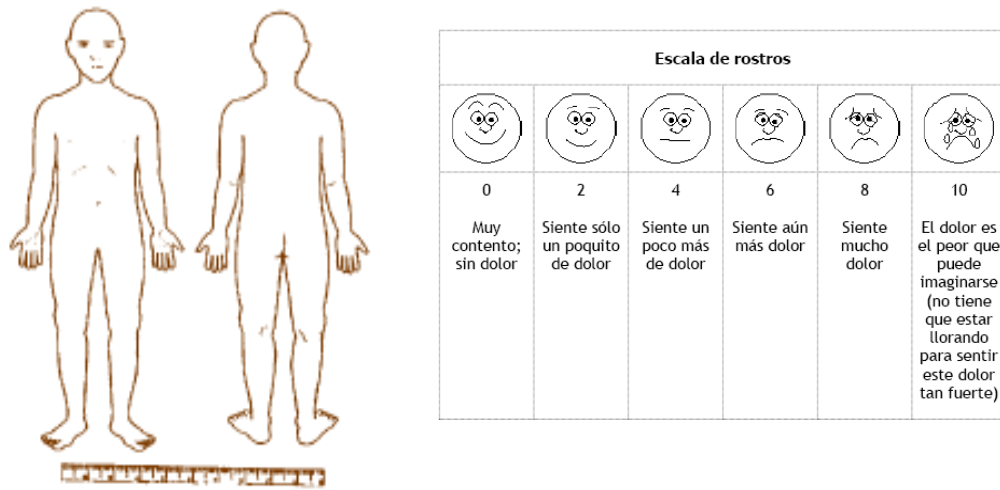 Escala de rostros
0
2
4
6
8
10
Muy
contento;
sin dolor
Siente sólo
un poquito
de dolor
Siente un
poco más
de dolor
Siente aún
más dolor
Siente
mucho
dolor
El dolor es
el peor que
puede
imaginarse
(no tiene
que estar
llorando
para sentir
este dolor
tan fuerte)